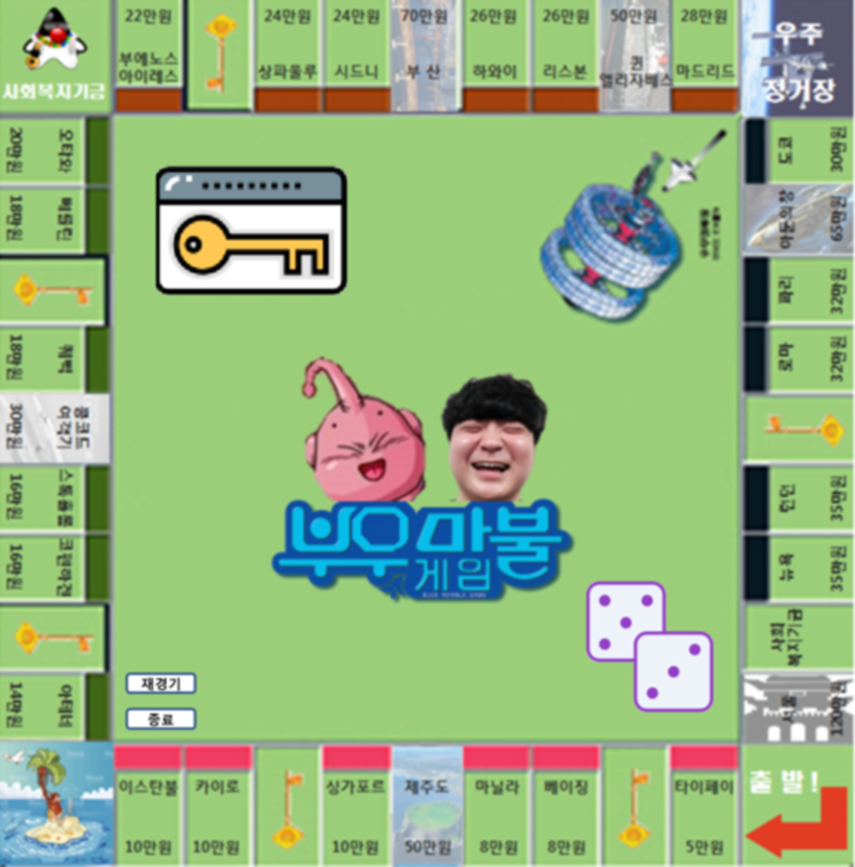 22만원
부에노스
아이레스
24만원
상파울루
24만원
시드니
70만원
부 산
26만원
하와이
26만원
리스본
50만원
퀸
엘리자베스
28만원
마드리드
우주
정거장
사회복지기금
20만원
오타와
18만원
베를린
18만원
퀘벡
30만원
콩코드
여객기
16만원
스톡홀름
16만원
코펜하겐
14만원
아테네
도쿄
30만원
65만원
파리
32만원
로마
32만원
런던
35만원
뉴욕
35만원
사회
복지기금
서울
120만원
부우마불
게임
재경기
종료
이스탄불
10만원
카이로
10만원
싱가포르
10만원
제주도
50만원
마닐라
8만원
베이징
8만원
타이페이
5만원
출 발 !